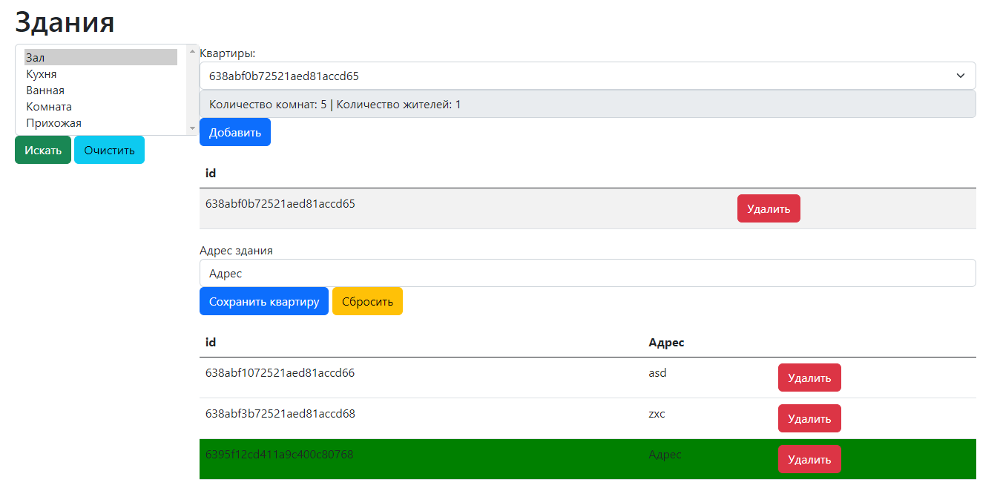 Здания
Зал
Кухня
Ванная
Комната
Прихожая
Искать Очистить
Квартиры:
638abf0b72521aed81accd65
Количество комнат: 5 | Количество жителей: 1
Добавить
id
638abf0b72521aed81accd65 Удалить
Адрес здания
Адрес
Сохранить квартиру Сбросить
id Адрес
638abf1072521aed81accd66 asd Удалить
638abf3b72521aed81accd68 zxc Удалить
6395f12cd411a9c400c80768 Адрес Удалить